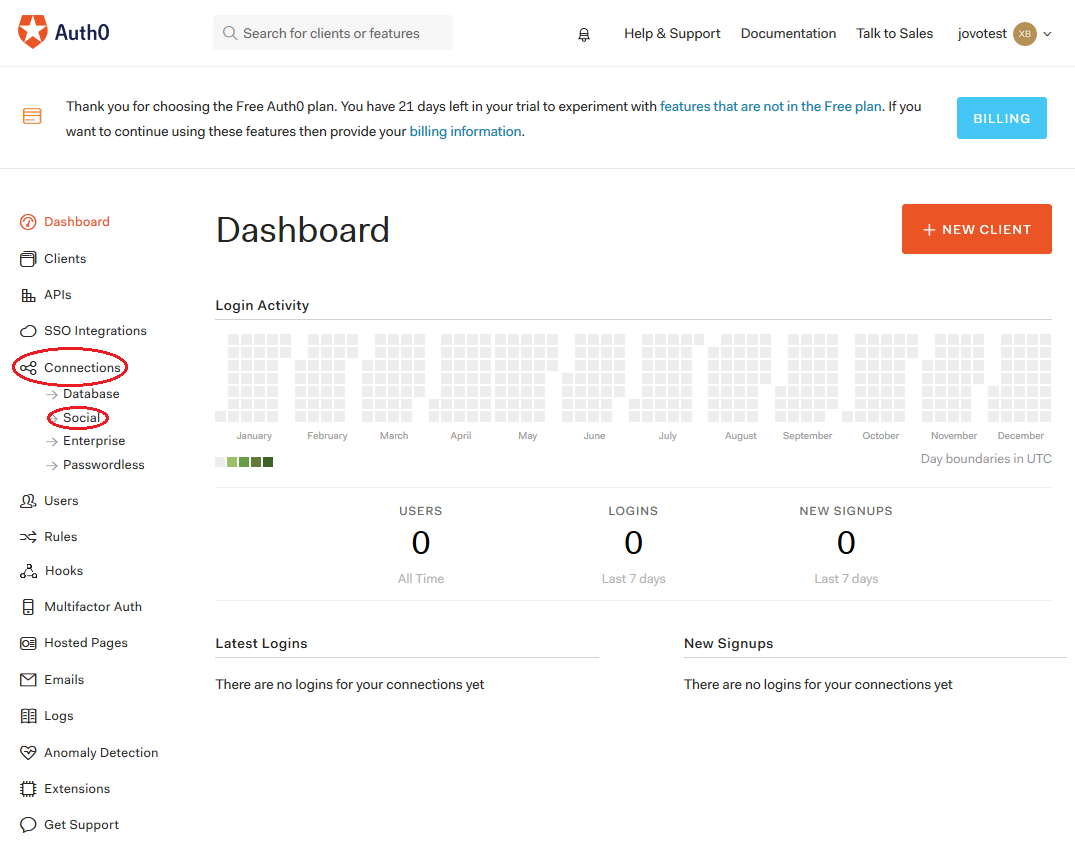 Auth0
Search for clients or features
Help & Support
Documentation
Talk to Sales
jovotest
XB
Thank you for choosing the Free Auth0 plan. You have 21 days left in your trial to experiment with features that are not in the Free plan. If you
want to continue using these features then provide your billing information.
BILLING
Dashboard
Clients
APIs
SSO Integrations
Connections
Database
Social
Enterprise
Passwordless
Users
Rules
Hooks
Multifactor Auth
Hosted Pages
Emails
Logs
Anomaly Detection
Extensions
Get Support
Dashboard
+ NEW CLIENT
Login Activity
January
February
March
April
May
June
July
August
September
October
November
December
Day boundaries in UTC
USERS
0
All Time
LOGINS
0
Last 7 days
NEW SIGNUPS
0
Last 7 days
Latest Logins
There are no logins for your connections yet
New Signups
There are no logins for your connections yet